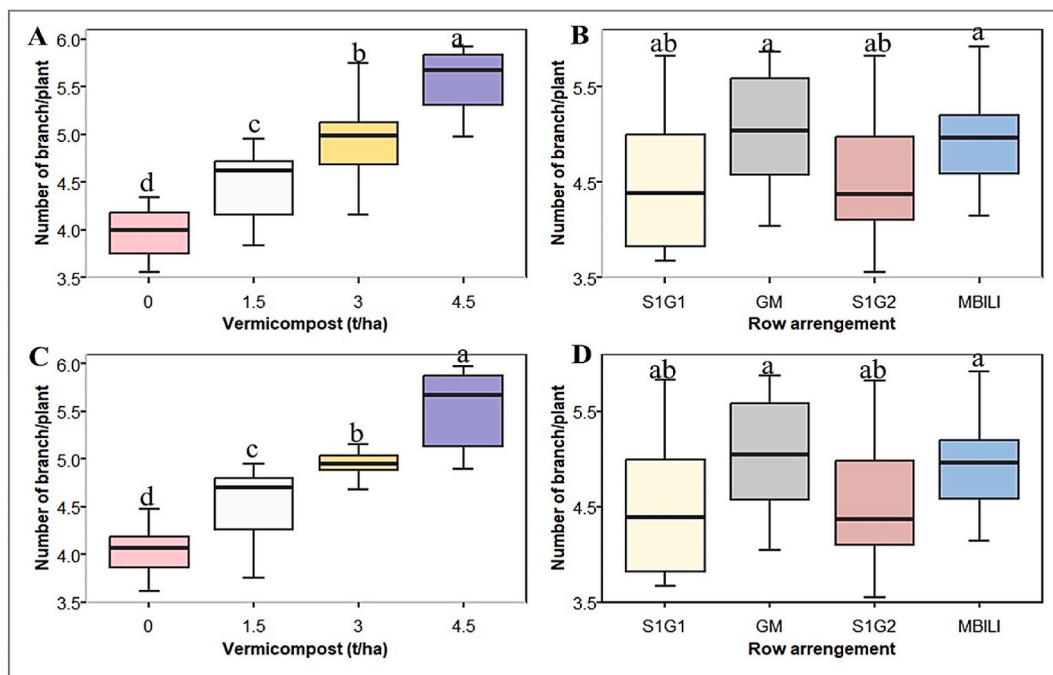 A
Number of branch/plant
6.0
5.5
5.0
4.5
4.0
3.5
d
c
b
a
0 1.5 3 4.5
Vermicompost (t/ha)
B
Number of branch/plant
5.5
4.5
3.5
ab a ab a
S1G1 GM S1G2 MBILI
Row arrengement
C
Number of branch/plant
6.0
5.5
5.0
4.5
4.0
3.5
d
c
b
a
0 1.5 3 4.5
Vermicompost (t/ha)
D
Number of branch/plant
5.5
4.5
3.5
ab a ab a
S1G1 GM S1G2 MBILI
Row arrengement